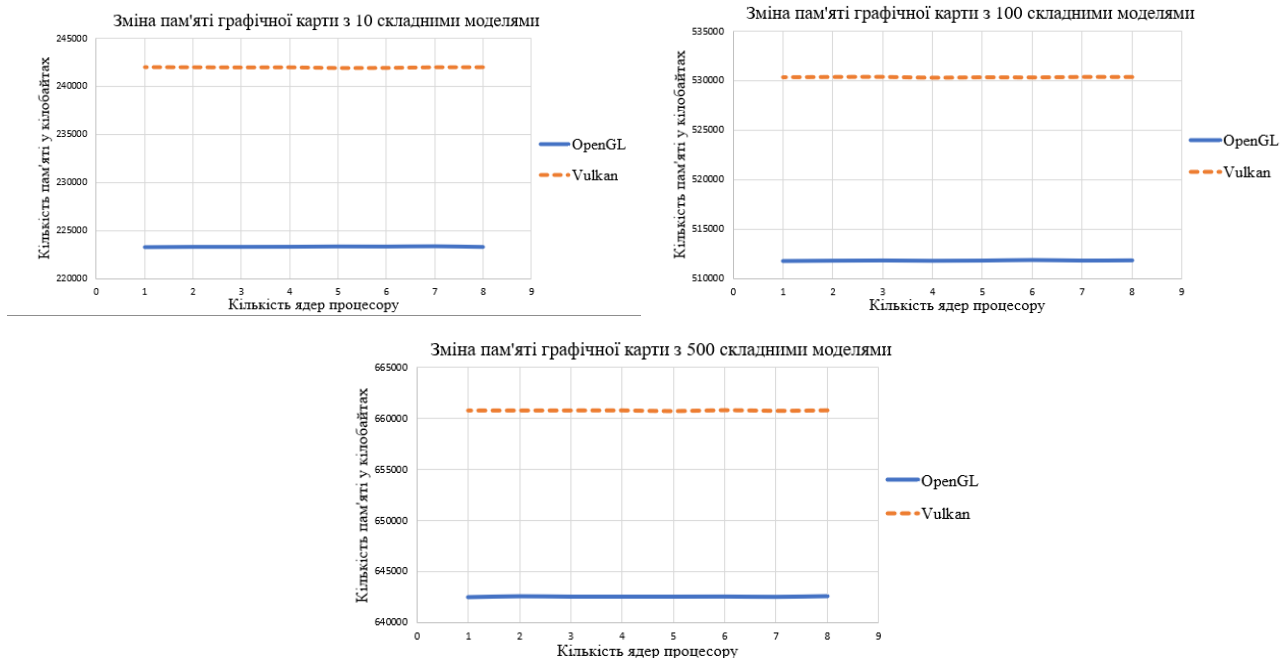 Зміна пам'яті графічної карти з 10 складними моделями
Кількість пам'яті у кілобайтах
245000
240000
235000
230000
225000
220000
0 1 2 3 4 5 6 7 8 9
Кількість ядер процесору
OpenGL
Vulkan
Зміна пам'яті графічної карти з 100 складними моделями
Кількість пам'яті у кілобайтах
535000
530000
525000
520000
515000
510000
0 1 2 3 4 5 6 7 8 9
Кількість ядер процесору
OpenGL
Vulkan
Зміна пам'яті графічної карти з 500 складними моделями
Кількість пам'яті у кілобайтах
665000
660000
655000
650000
645000
640000
0 1 2 3 4 5 6 7 8 9
Кількість ядер процесору
OpenGL
Vulkan